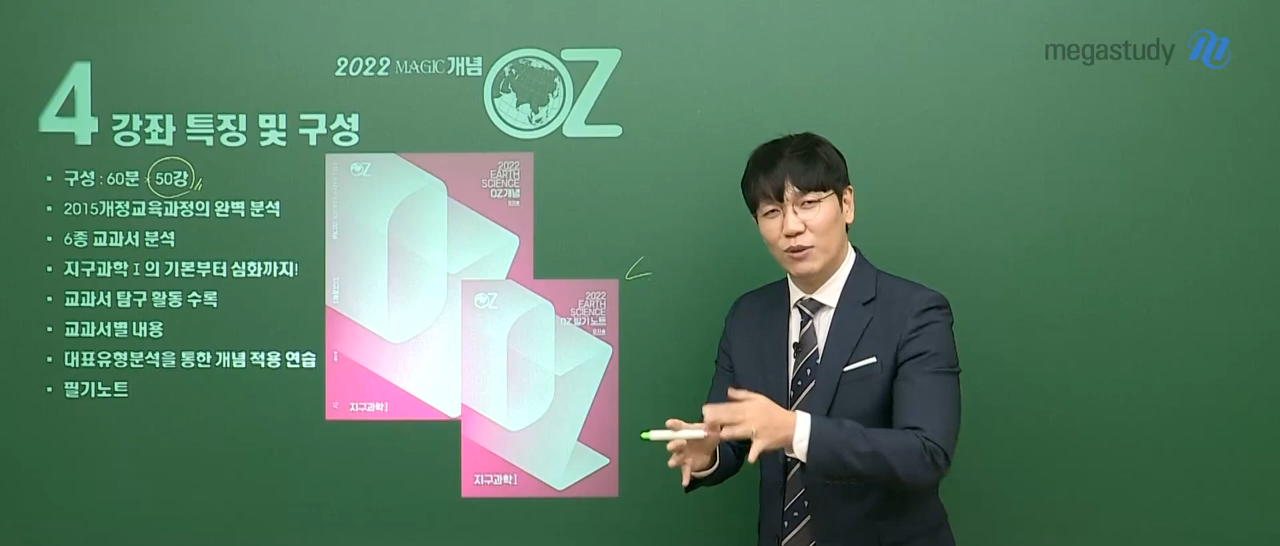 megastudy
2022 MAGIC개념 OZ
4 강좌 특징 및 구성
▪ 구성 : 60분 - 50강
▪ 2015개정교육과정의 완벽 분석
▪ 6종 교과서 분석
▪ 지구과학 I 의 기본부터 심화까지!
▪ 교과서 탐구 활동 수록
▪ 교과서별 내용
▪ 대표유형분석을 통한 개념 적용 연습
▪ 필기노트
OZ
2022
EARTH
SCIENCE
OZ개념
지구과학 I
OZ
2022
EARTH
SCIENCE
OZ 필기노트
지구과학 I